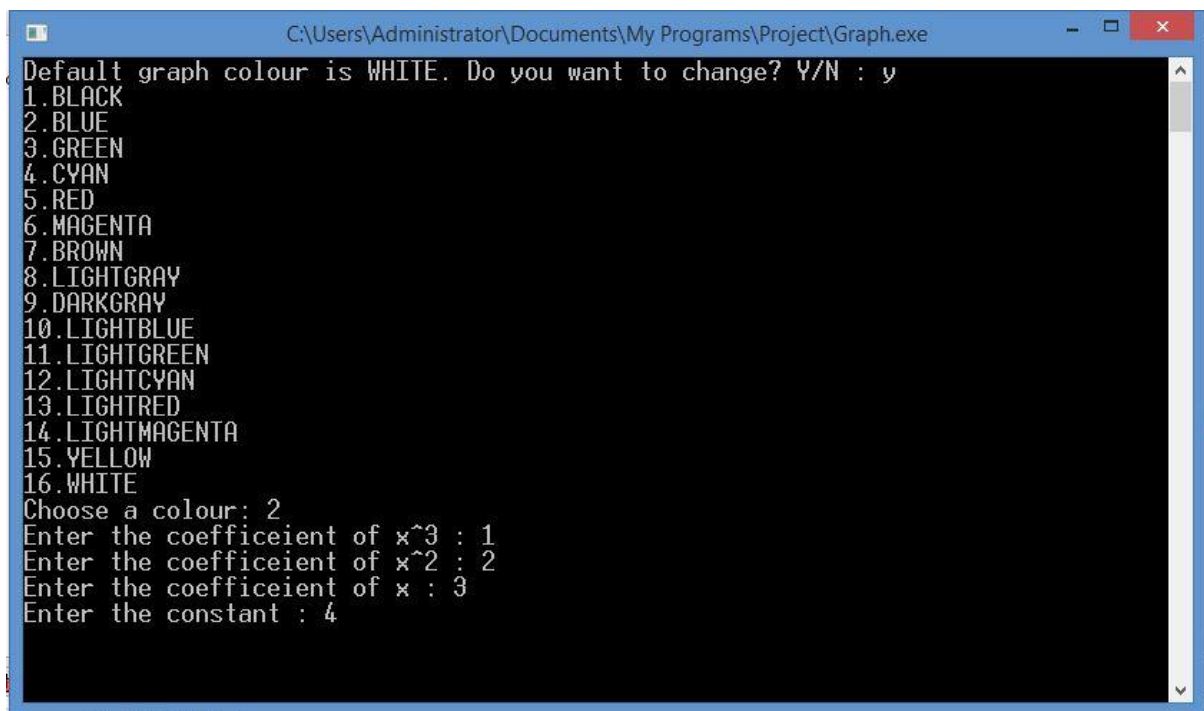 C:\Users\Administrator\Documents\My Programs\Project\Graph.exe
Default graph colour is WHITE. Do you want to change? Y/N : y
1.BLACK
2.BLUE
3.GREEN
4.CYAN
5.RED
6.MAGENTA
7.BROWN
8.LIGHTGRAY
9.DARKGRAY
10.LIGHTBLUE
11.LIGHTGREEN
12.LIGHTCYAN
13.LIGHTRED
14.LIGHTMAGENTA
15.YELLOW
16.WHITE
Choose a colour: 2
Enter the coefficeient of x^3 : 1
Enter the coefficeient of x^2 : 2
Enter the coefficeient of x : 3
Enter the constant : 4